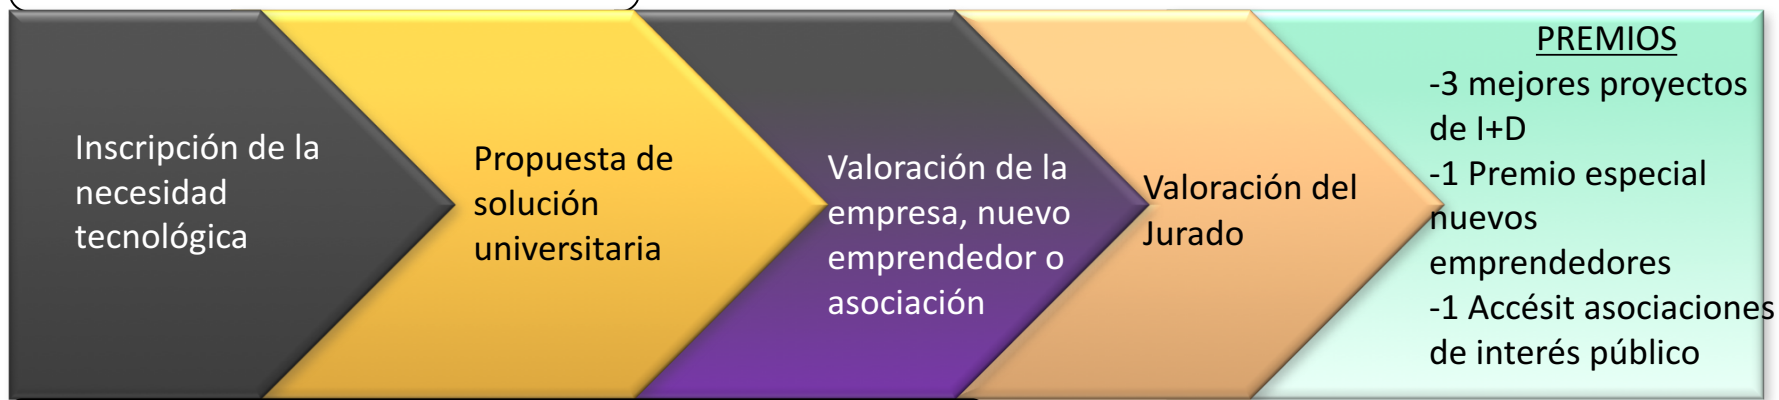 Inscripción de la
necesidad
tecnológica
Propuesta de
solución
universitaria
Valoración de la
empresa, nuevo
emprendedor o
asociación
Valoración del
Jurado
PREMIOS
-3 mejores proyectos
de I+D
-1 Premio especial
nuevos
emprendedores
-1 Accésit asociaciones
de interés público